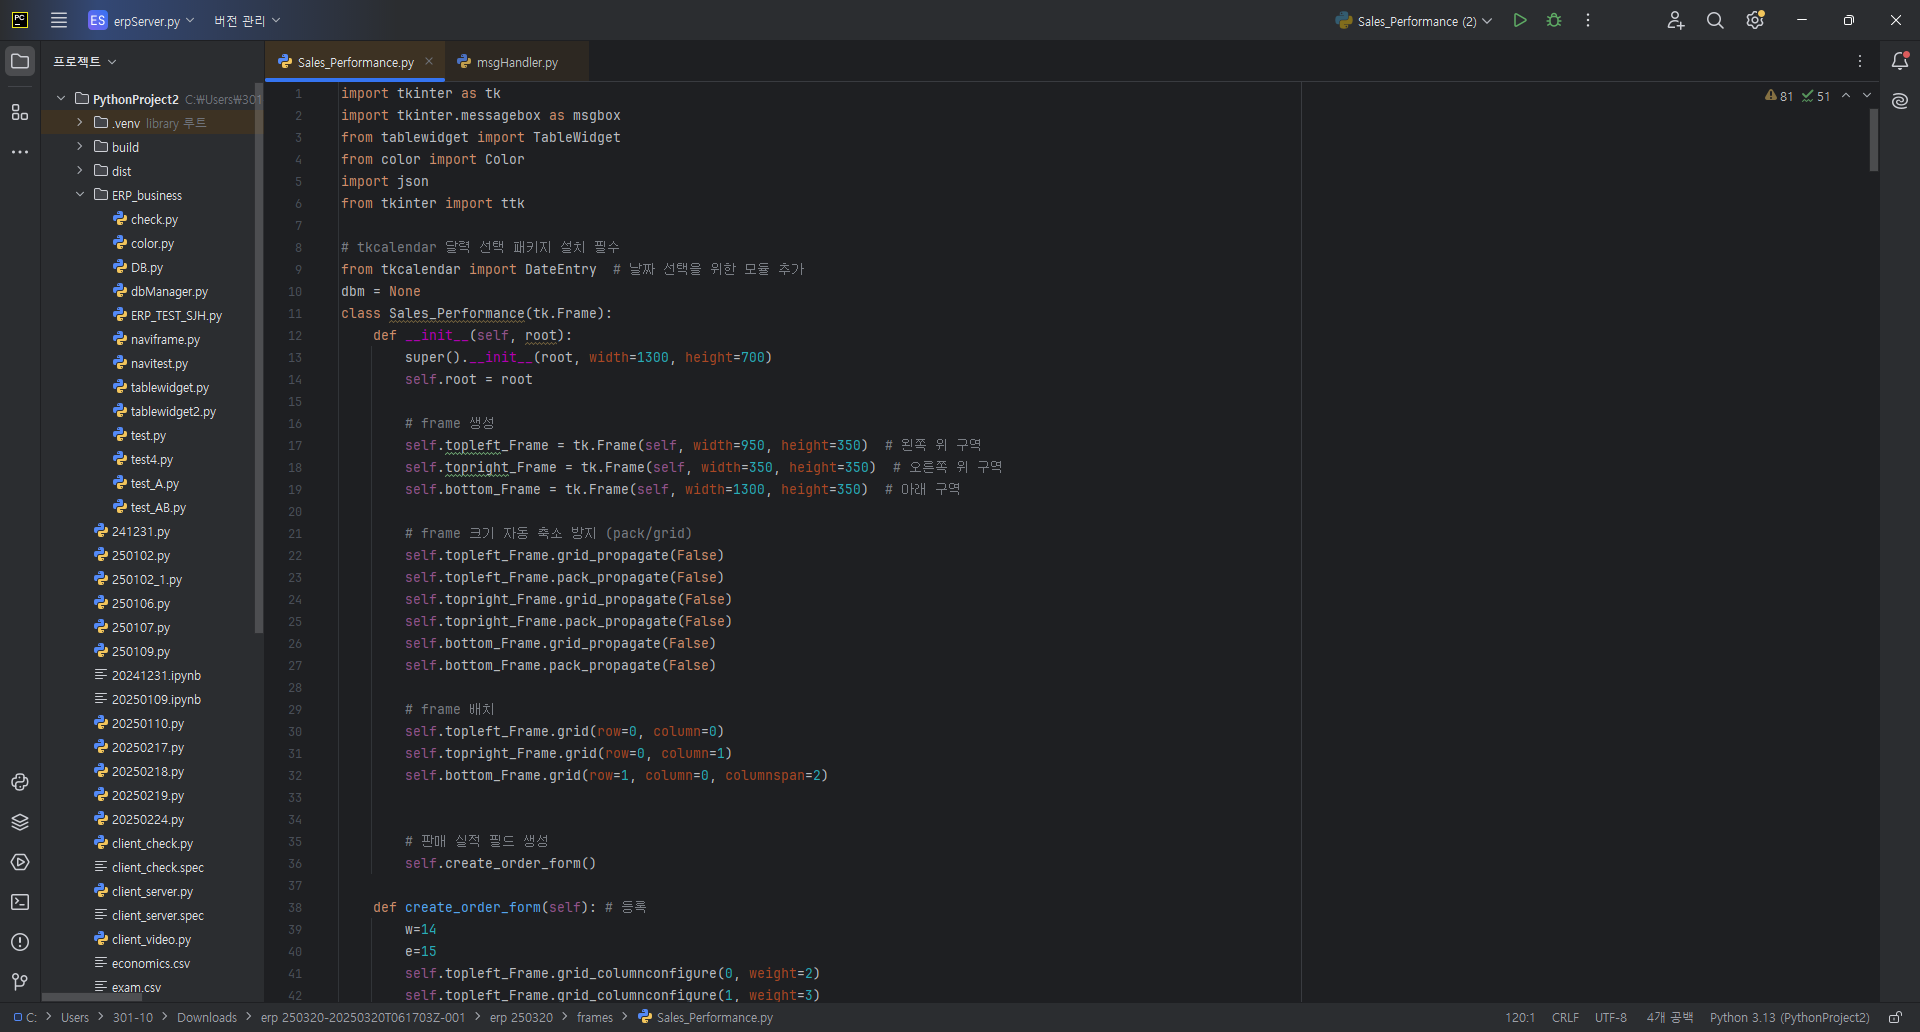 PC
ES erpServer.py 버전 관리 Sales_Performance (2)
프로젝트
Sales_Performance.py msgHandler.py
PythonProject2 C:₩Users₩301
.venv library 루트
build
dist
ERP_business
check.py
color.py
DB.py
dbManager.py
ERP_TEST_SJH.py
naviframe.py
navitest.py
tablewidget.py
tablewidget2.py
test.py
test4.py
test_A.py
test_AB.py
241231.py
250102.py
250102_1.py
250106.py
250107.py
250109.py
20241231.ipynb
20250109.ipynb
20250110.py
20250217.py
20250218.py
20250219.py
20250224.py
client_check.py
client_check.spec
client_server.py
client_server.spec
client_video.py
economics.csv
exam.csv
81 51
1 import tkinter as tk
2 import tkinter.messagebox as msgbox
3 from tablewidget import TableWidget
4 from color import Color
5 import json
6 from tkinter import ttk
7
8 # tkcalendar 달력 선택 패키지 설치 필수
9 from tkcalendar import DateEntry  # 날짜 선택을 위한 모듈 추가
10 dbm = None
11 class Sales_Performance(tk.Frame):
12     def __init__(self, root):
13         super().__init__(root, width=1300, height=700)
14         self.root = root
15
16         # frame 생성
17         self.topleft_Frame = tk.Frame(self, width=950, height=350)  # 왼쪽 위 구역
18         self.topright_Frame = tk.Frame(self, width=350, height=350)  # 오른쪽 위 구역
19         self.bottom_Frame = tk.Frame(self, width=1300, height=350)  # 아래 구역
20
21         # frame 크기 자동 축소 방지 (pack/grid)
22         self.topleft_Frame.grid_propagate(False)
23         self.topleft_Frame.pack_propagate(False)
24         self.topright_Frame.grid_propagate(False)
25         self.topright_Frame.pack_propagate(False)
26         self.bottom_Frame.grid_propagate(False)
27         self.bottom_Frame.pack_propagate(False)
28
29         # frame 배치
30         self.topleft_Frame.grid(row=0, column=0)
31         self.topright_Frame.grid(row=0, column=1)
32         self.bottom_Frame.grid(row=1, column=0, columnspan=2)
33
34
35         # 판매 실적 필드 생성
36         self.create_order_form()
37
38     def create_order_form(self): # 등록
39         w=14
40         e=15
41         self.topleft_Frame.grid_columnconfigure(0, weight=2)
42         self.topleft_Frame.grid_columnconfigure(1, weight=3)
C: > Users > 301-10 > Downloads > erp 250320-20250320T061703Z-001 > erp 250320 > frames > Sales_Performance.py 120:1 CRLF UTF-8 4개 공백 Python 3.13 (PythonProject2)